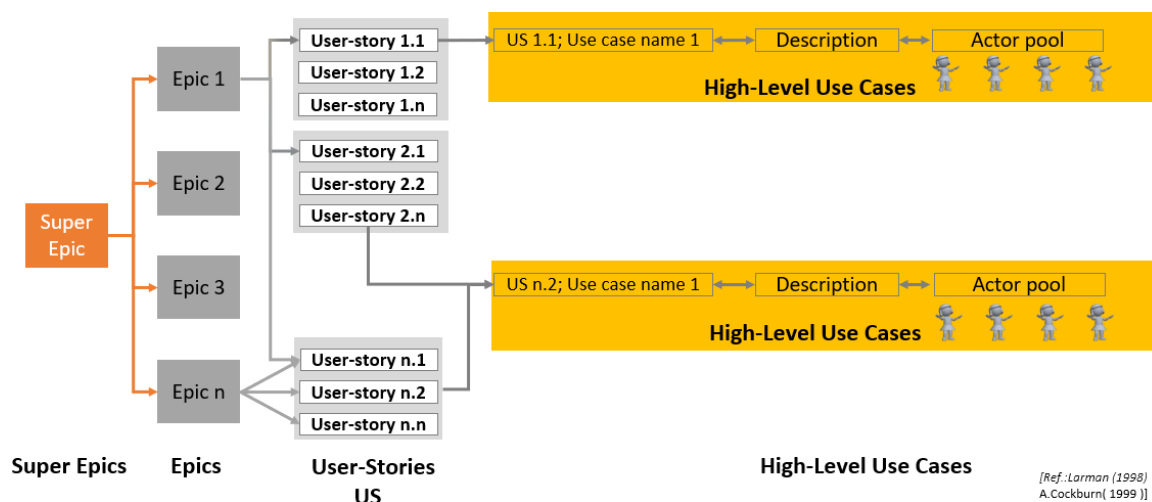 User-story 1.1
US 1.1; Use case name 1
Description
Actor pool
Epic 1
User-story 1.2
High-Level Use Cases
User-story 1.n
User-story 2.1
Epic 2
User-story 2.2
User-story 2.n
Super
Epic
Epic 3
US n.2; Use case name 1
Description
Actor pool
High-Level Use Cases
User-story n.1
Epic n
User-story n.2
User-story n.n
Super Epics
Epics
User-Stories
US
High-Level Use Cases
[Ref.:Larman (1998)
A.Cockburn( 1999 )]